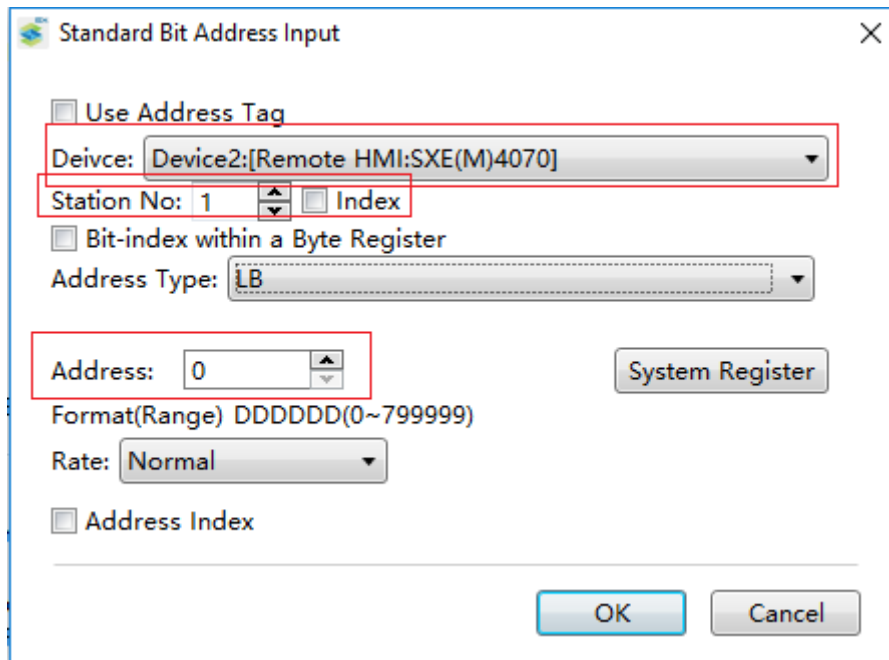 Standard Bit Address Input
Use Address Tag
Deivce: Device2:[Remote HMI:SXE(M)4070]
Station No: 1 Index
Bit-index within a Byte Register
Address Type: LB
Address: 0 System Register
Format(Range) DDDDDD(0~799999)
Rate: Normal
Address Index
OK Cancel